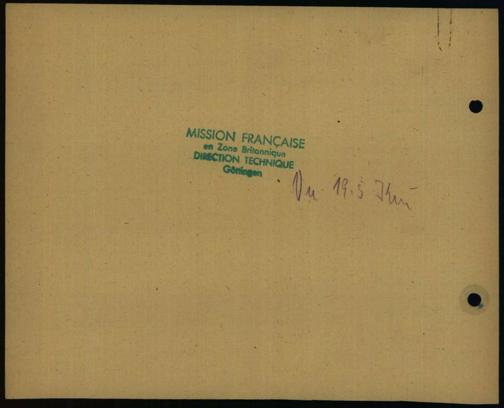 MISSION FRANÇAISE
en Zone Britannique
DIRECTION TECHNIQUE
Göttingen
Vu 19.5